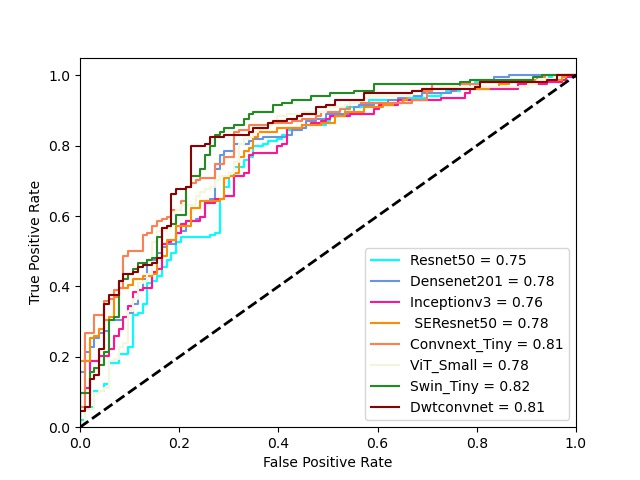 1.0
0.8
0.6
0.4
0.2
0.0
True Positive Rate
Resnet50 = 0.75
Densenet201 = 0.78
Inceptionv3 = 0.76
SEResnet50 = 0.78
Convnext_Tiny = 0.81
ViT_Small = 0.78
Swin_Tiny = 0.82
Dwtconvnet = 0.81
0.0 0.2 0.4 0.6 0.8 1.0
False Positive Rate